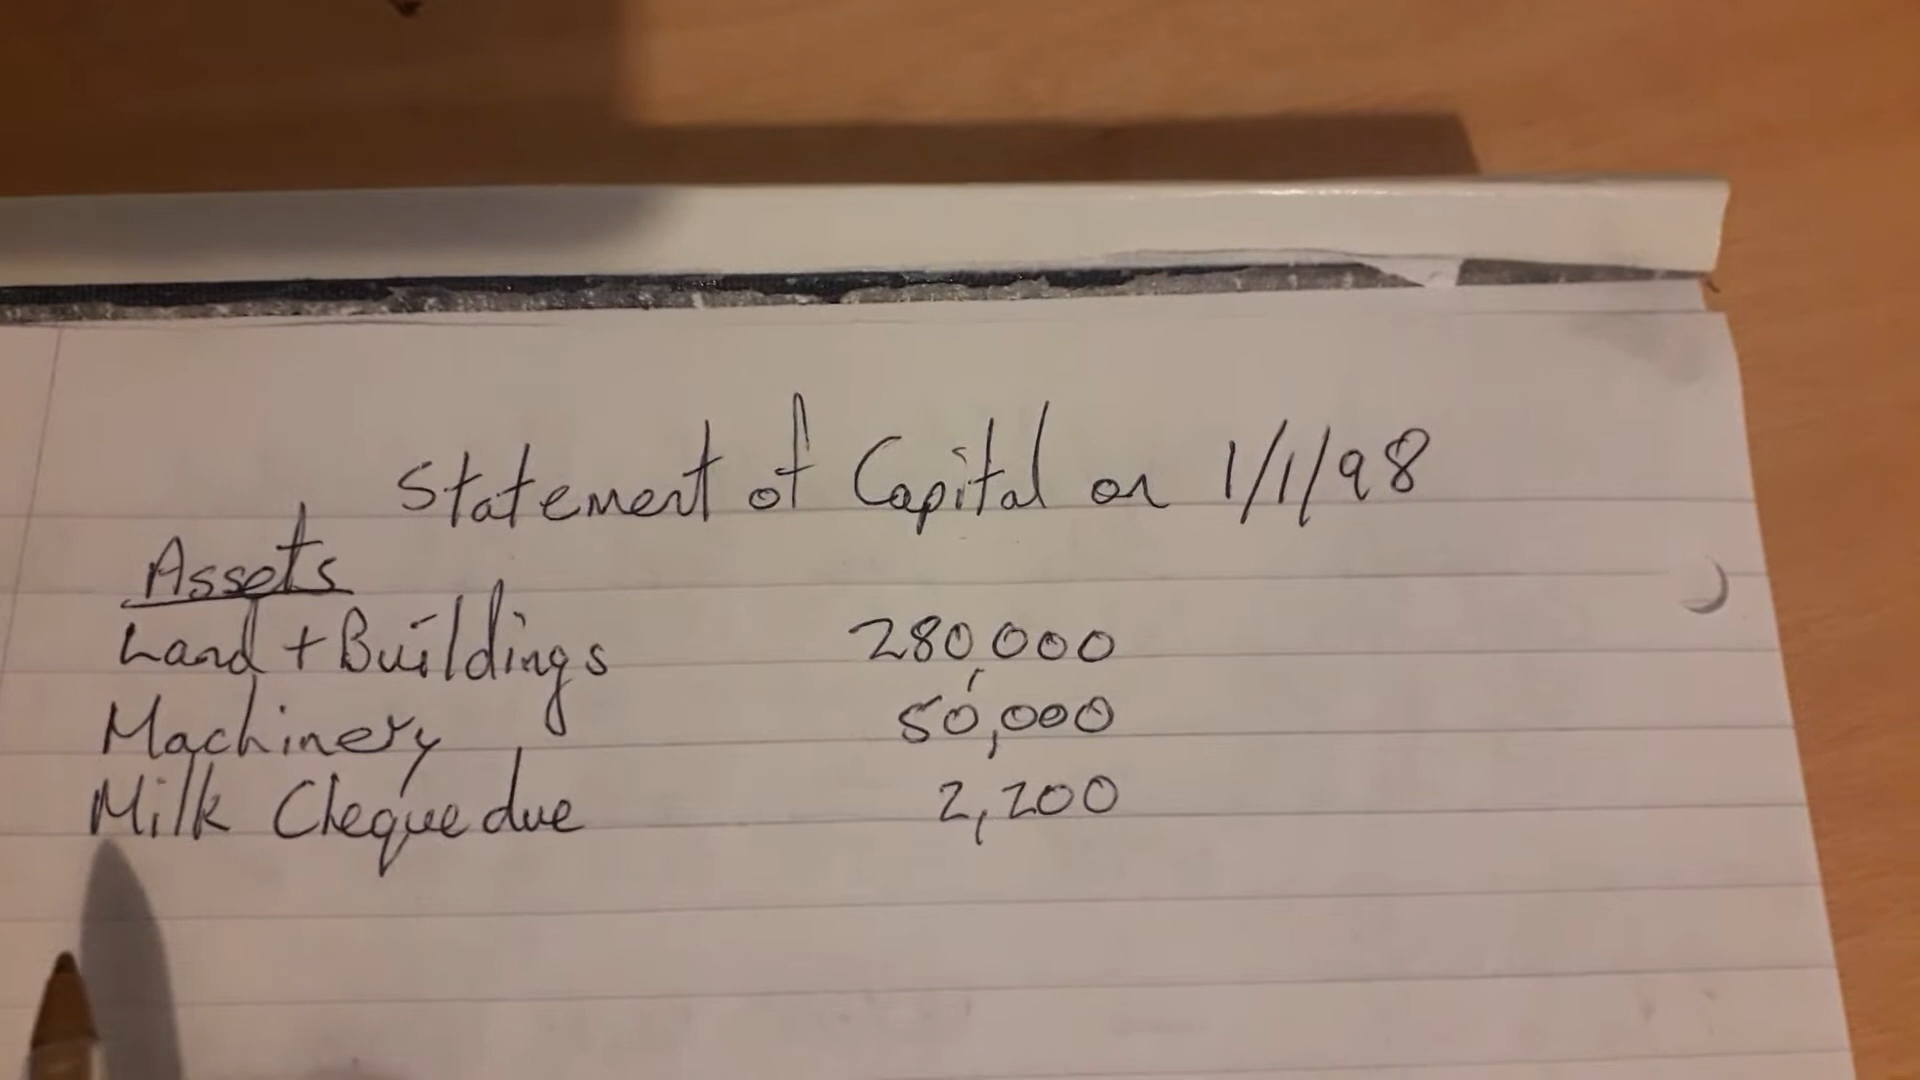 Statement of Capital on 1/1/98
Assets
Land + Buildings 280,000
Machinery 50,000
Milk Cheque due 2,200